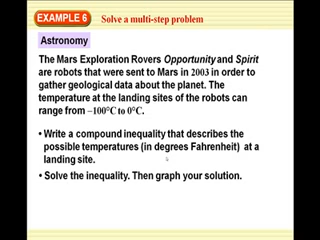 EXAMPLE 6 Solve a multi-step problem
Astronomy
The Mars Exploration Rovers Opportunity and Spirit
are robots that were sent to Mars in 2003 in order to
gather geological data about the planet. The
temperature at the landing sites of the robots can
range from −100°C to 0°C.
• Write a compound inequality that describes the
possible temperatures (in degrees Fahrenheit) at a
landing site.
• Solve the inequality. Then graph your solution.